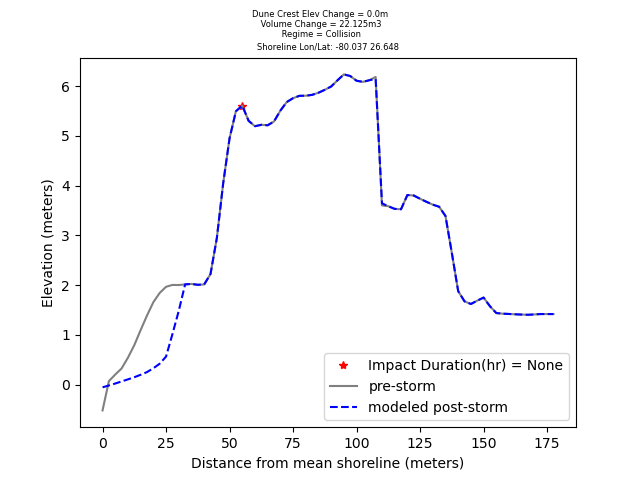 Dune Crest Elev Change = 0.0m
Volume Change = 22.125m3
Regime = Collision
Shoreline Lon/Lat: -80.037 26.648
6
5
4
3
2
1
0
Elevation (meters)
Impact Duration(hr) = None
pre-storm
modeled post-storm
0 25 50 75 100 125 150 175
Distance from mean shoreline (meters)